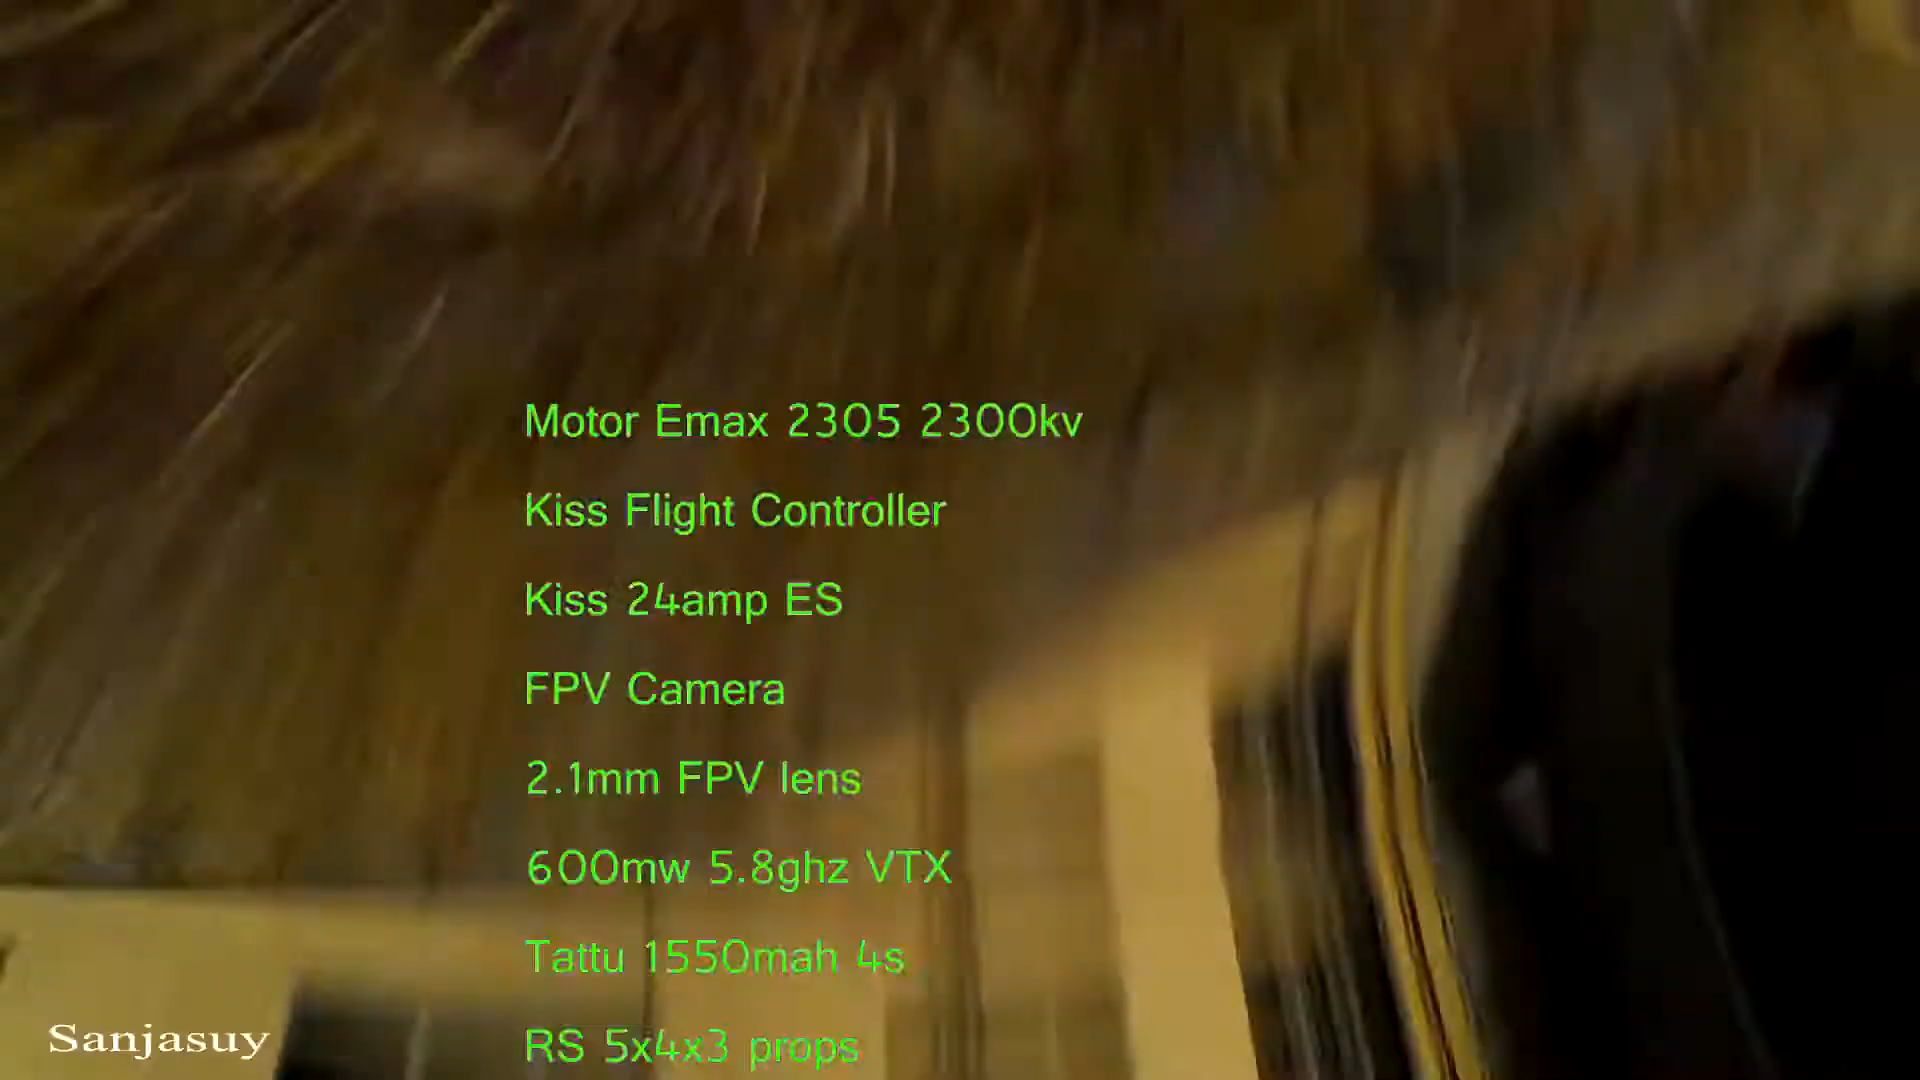 Motor Emax 2305 2300kv
Kiss Flight Controller
Kiss 24amp ES
FPV Camera
2.1mm FPV lens
600mw 5.8ghz VTX
Tattu 1550mah 4s
RS 5x4x3 props
Sanjasuy